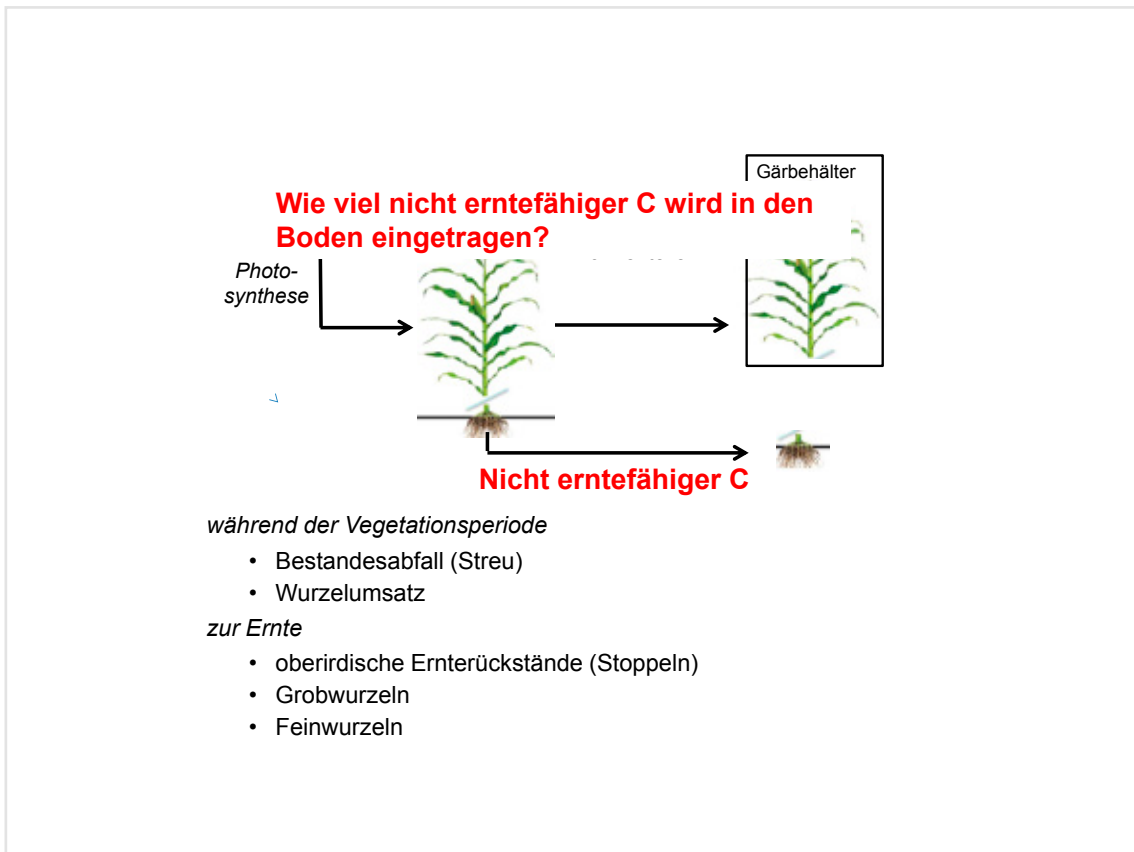 Gärbehälter
Wie viel nicht erntefähiger C wird in den
Boden eingetragen?
Photo-
synthese
Nicht erntefähiger C
während der Vegetationsperiode
• Bestandesabfall (Streu)
• Wurzelumsatz
zur Ernte
• oberirdische Ernterückstände (Stoppeln)
• Grobwurzeln
• Feinwurzeln